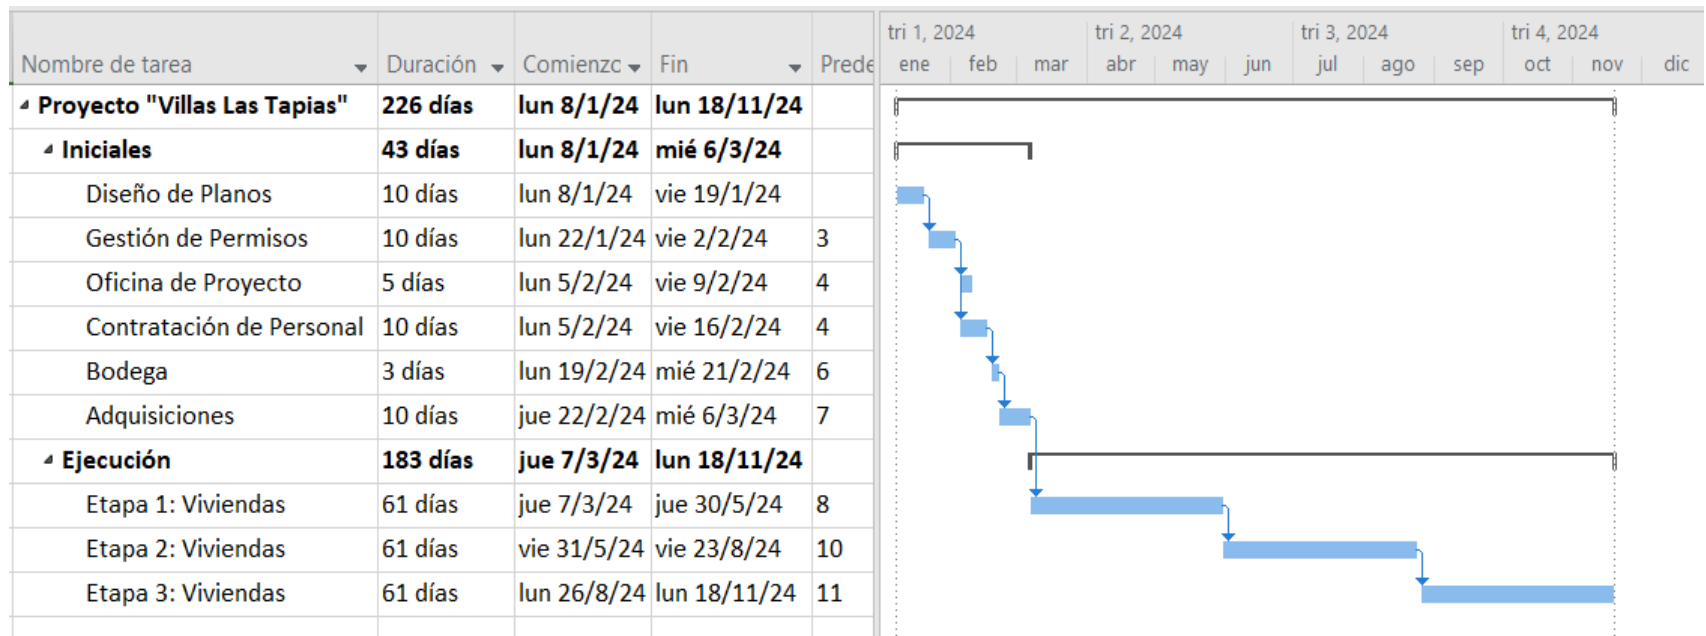 tri 1, 2024 tri 2, 2024 tri 3, 2024 tri 4, 2024
Nombre de tarea Duración Comienzo Fin Prede ene feb mar abr may jun jul ago sep oct nov dic
Proyecto "Villas Las Tapias" 226 días lun 8/1/24 lun 18/11/24
Iniciales 43 días lun 8/1/24 mié 6/3/24
Diseño de Planos 10 días lun 8/1/24 vie 19/1/24
Gestión de Permisos 10 días lun 22/1/24 vie 2/2/24 3
Oficina de Proyecto 5 días lun 5/2/24 vie 9/2/24 4
Contratación de Personal 10 días lun 5/2/24 vie 16/2/24 4
Bodega 3 días lun 19/2/24 mié 21/2/24 6
Adquisiciones 10 días jue 22/2/24 mié 6/3/24 7
Ejecución 183 días jue 7/3/24 lun 18/11/24
Etapa 1: Viviendas 61 días jue 7/3/24 jue 30/5/24 8
Etapa 2: Viviendas 61 días vie 31/5/24 vie 23/8/24 10
Etapa 3: Viviendas 61 días lun 26/8/24 lun 18/11/24 11